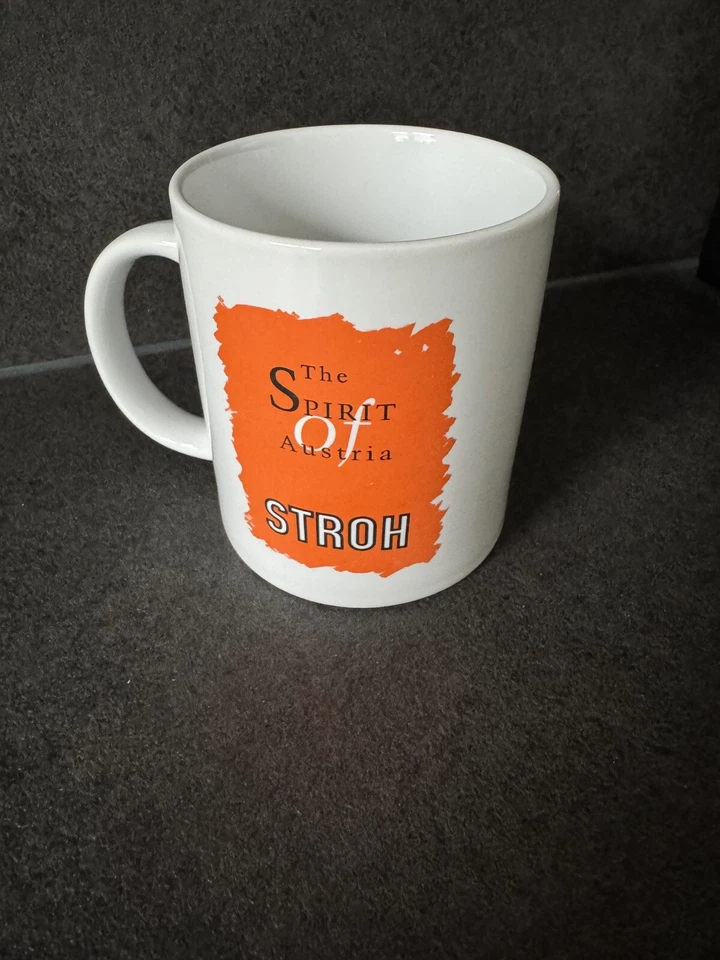 The
SPIRIT
of
Austria
STROH